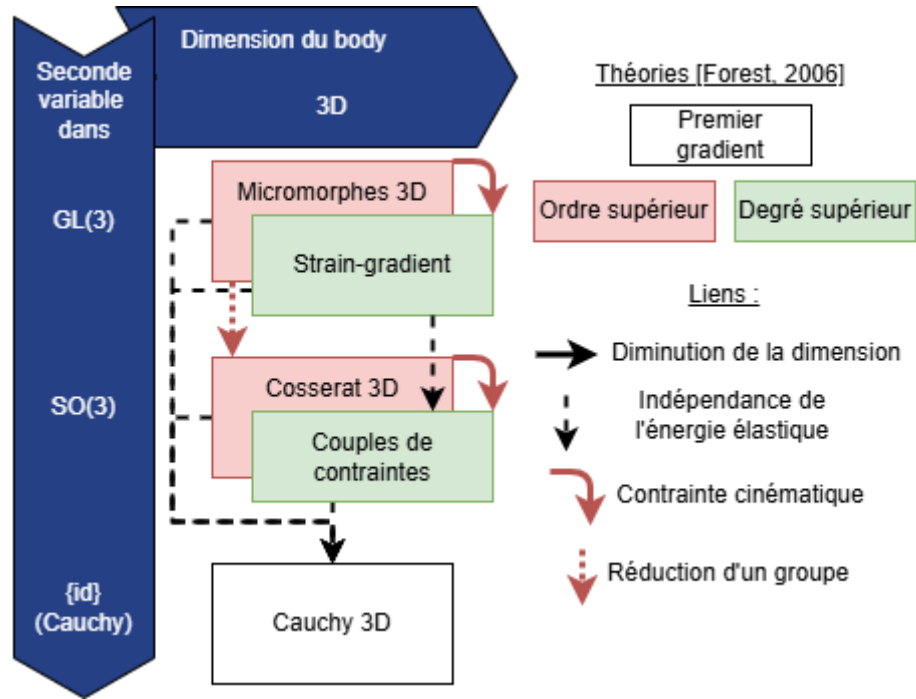 Dimension du body
3D
Seconde
variable
dans
GL(3)
SO(3)
{id}
(Cauchy)
Micromorphes 3D
Strain-gradient
Cosserat 3D
Couples de
contraintes
Cauchy 3D
Théories [Forest, 2006]
Premier
gradient
Ordre supérieur
Degré supérieur
Liens :
Diminution de la dimension
Indépendance de
l'énergie élastique
Contrainte cinématique
Réduction d'un groupe